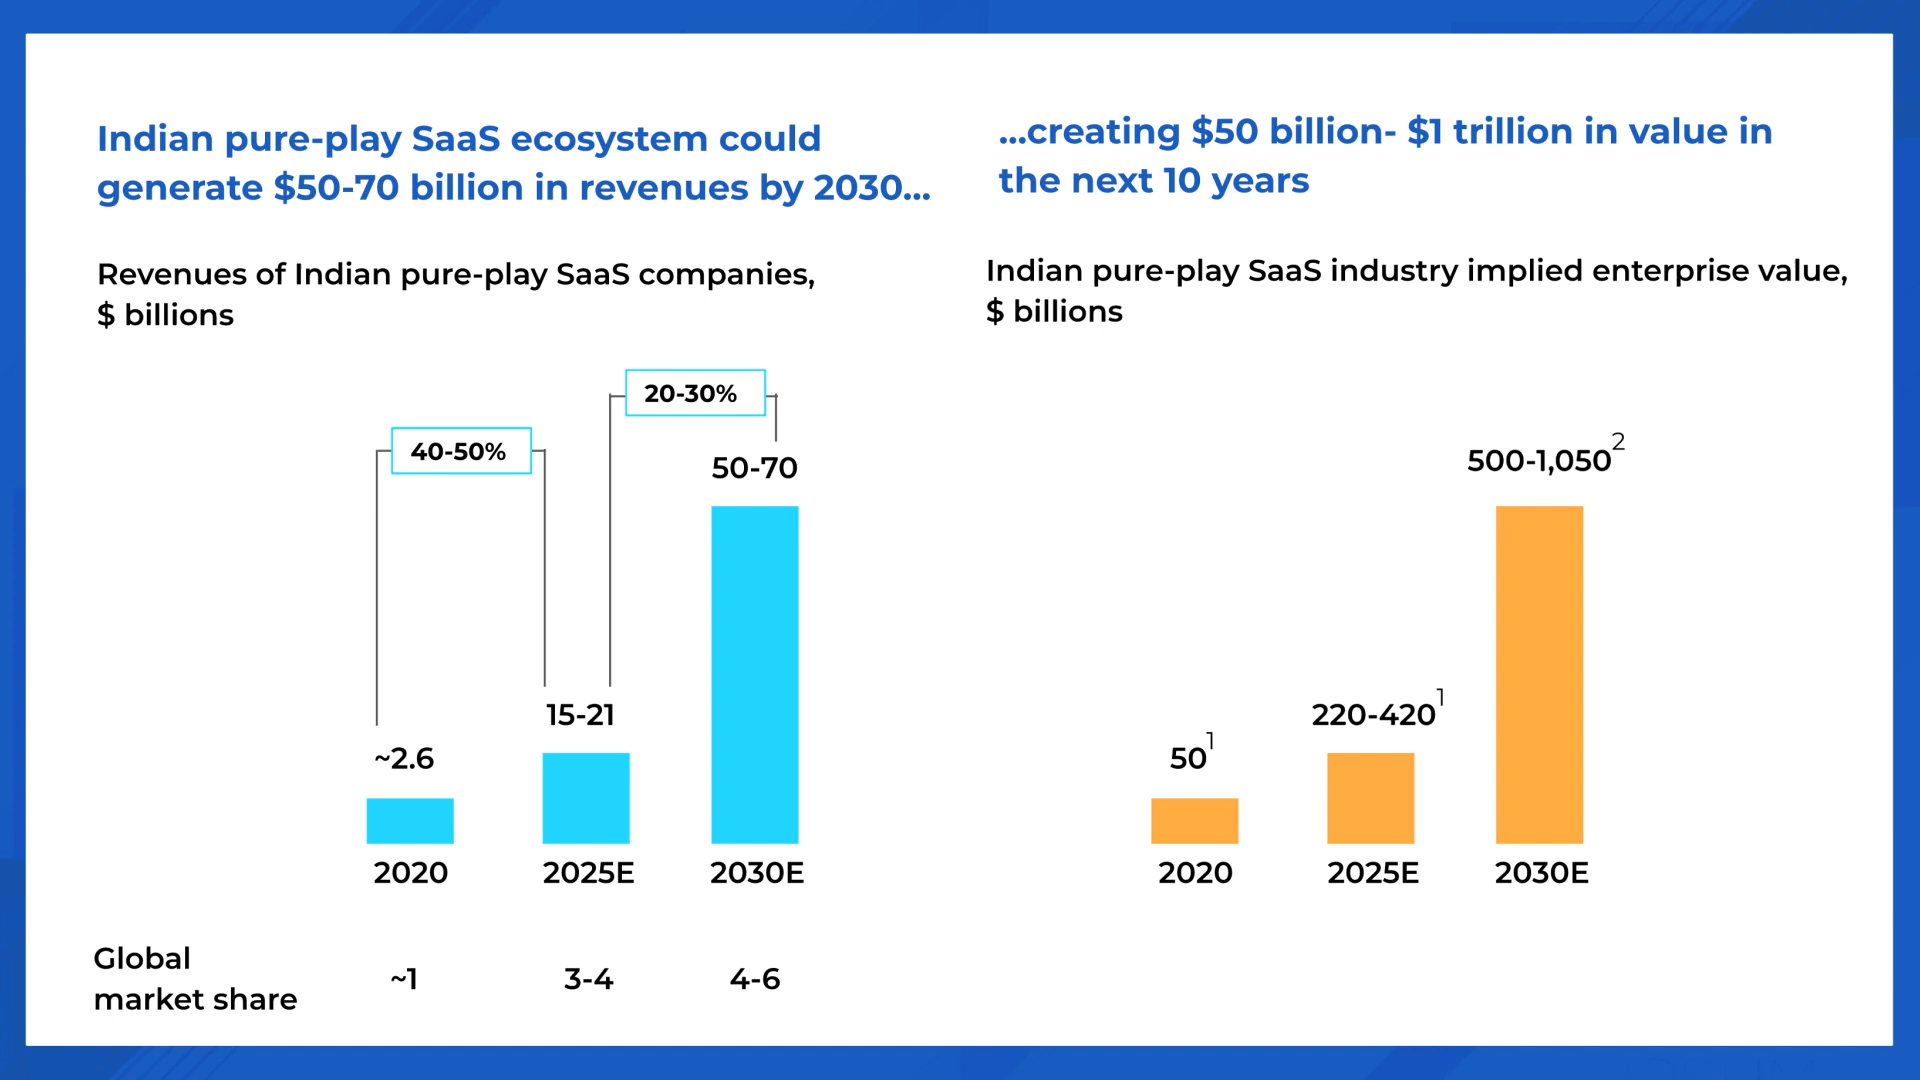 Indian pure-play SaaS ecosystem could
generate $50-70 billion in revenues by 2030...
Revenues of Indian pure-play SaaS companies,
$ billions
20-30%
40-50%
50-70
15-21
~2.6
2020 2025E 2030E
Global
market share
~1 3-4 4-6
...creating $50 billion- $1 trillion in value in
the next 10 years
Indian pure-play SaaS industry implied enterprise value,
$ billions
500-1,050²
220-420¹
50¹
2020 2025E 2030E